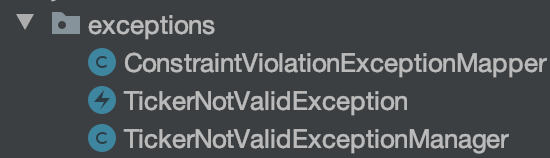 exceptions
C ConstraintViolationExceptionMapper
TickerNotValidException
C TickerNotValidExceptionManager